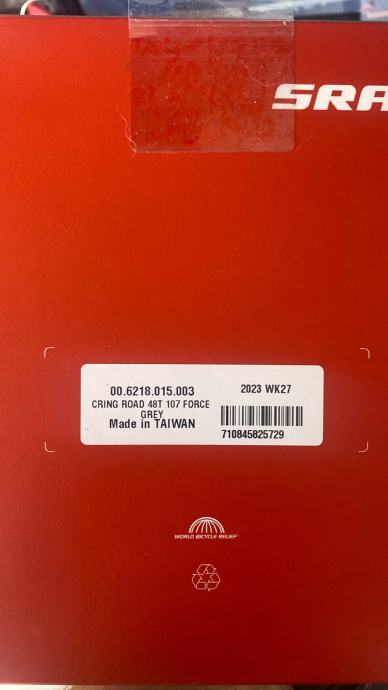 SRA
00.6218.015.003
2023 WK27
CRING ROAD 48T 107 FORCE
GREY
Made in TAIWAN
710845825729
WORLD BICYCLE RELIEF